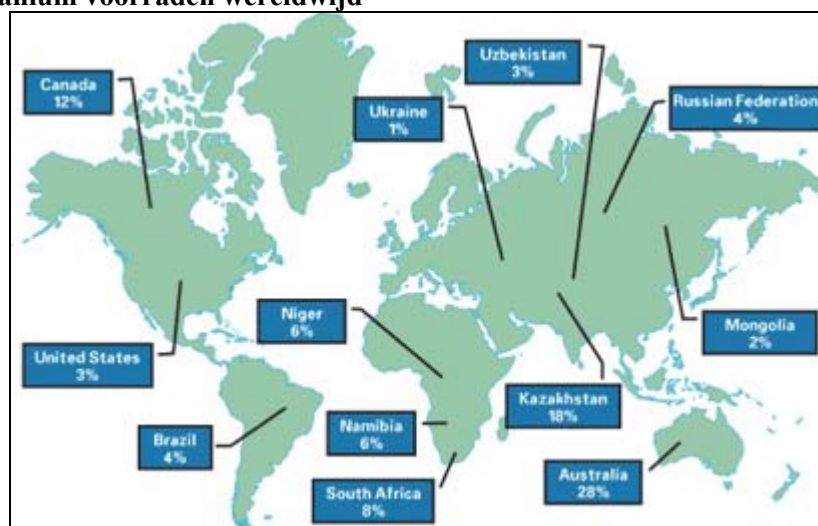 voorraden wereldwijd
Canada
12%
Uzbekistan
3%
Ukraine
1%
Russian Federation
4%
Niger
6%
Mongolia
2%
United States
3%
Kazakhstan
18%
Namibia
6%
Brazil
4%
Australia
28%
South Africa
8%